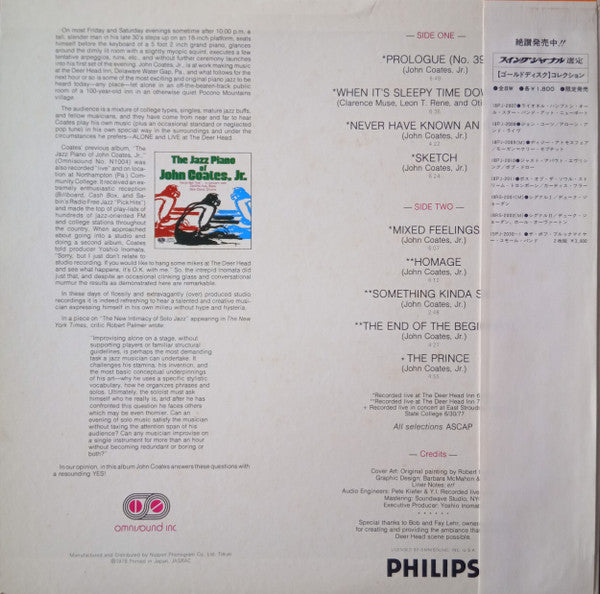 On most Friday and Saturday evenings sometime after 10:00 p.m. a
tall, slender man in his late 30's steps up on an 18-inch platform, seats
himself before the keyboard of a 5 foot 2 inch grand piano, glances
around the dimly lit room with a slightly myopic squint, executes a few
tentative arpeggios, runs, etc., and without further ceremony launches
into his first set of the evening. John Coates, Jr., is at work making music
at the Deer Head Inn, Delaware Water Gap, Pa., and what follows for the
next hour or so is some of the most exciting and original piano jazz to be
heard today—any place—let alone in an off-the-beaten-track public
room of a 100-year-old inn in an otherwise quiet Pocono Mountains
village.
The audience is a mixture of college types, singles, mature jazz buffs,
and fellow musicians, and they have come from near and far to hear
Coates play his own music (plus an occasional standard or neglected
pop tune) in his own special way in the surroundings and under the
circumstances he prefers—ALONE and LIVE at The Deer Head.
Coates' previous album, "The
Jazz Piano of John Coates, Jr."
(Omnisound No. N1004) was
also recorded "live" and on loca-
tion at Northampton (Pa.) Com-
munity College. It received an ex-
tremely enthusiastic reception
(Billboard, Cash Box, and Sa-
bin's Radio Free Jazz "Pick Hits")
and made the top of play-lists of
hundreds of jazz-oriented FM
and college stations throughout
the country. When approached
about going into a studio and
doing a second album, Coates
told producer Yoshio Inomata,
"Sorry, but I just don't relate to
studio recording. If you would like to hang some mikes at The Deer Head
and see what happens, it's O.K. with me." So, the intrepid Inomata did
just that, and despite an occasional clinking glass and conversational
murmur the results as demonstrated here are remarkable.
In these days of flossily and extravagantly (over) produced studio
recordings it is indeed refreshing to hear a talented and creative musi-
cian expressing himself in his own milieu without hype and hysteria.
In a piece on "The New Intimacy of Solo Jazz" appearing in The New
York Times, critic Robert Palmer wrote:
"Improvising alone on a stage, without
supporting players or familiar structural
guidelines, is perhaps the most demanding
task a jazz musician can undertake. It
challenges his stamina, his invention, and
the most basic conceptual underpinnings
of his art—why he uses a specific stylistic
vocabulary, how he organizes phrases and
solos. Ultimately, the soloist must ask
himself who he really is, and after he has
confronted this question he faces others
which may be even thornier. Can an
evening of solo music satisfy the musician
without taxing the attention span of his
audience? Can any musician improvise on
a single instrument for more than an hour
without becoming redundant or boring or
both?"
In our opinion, in this album John Coates answers these questions with
a resounding YES!
The Jazz Piano
of
John Coates, Jr.
omnisound inc.
Manufactured and Distributed by Nippon Phonogram Co., Ltd. Tokyo
Ⓟ1978 Printed in Japan, JASRAC
— SIDE ONE —
*PROLOGUE (No. 39
(John Coates, Jr.)
*WHEN IT'S SLEEPY TIME DOW
(Clarence Muse, Leon T. Rene, and Oti
*NEVER HAVE KNOWN AN
(John Coates, Jr.)
*SKETCH
(John Coates, Jr.)
6:24
— SIDE TWO —
*MIXED FEELINGS
(John Coates, Jr.)
**HOMAGE
(John Coates, Jr.)
6:12
**SOMETHING KINDA S
(John Coates, Jr.)
**THE END OF THE BEGI
(John Coates, Jr.)
4:27
+ THE PRINCE
(John Coates, Jr.)
4:55
*Recorded live at The Deer Head Inn 6
**Recorded live at The Deer Head Inn 7
+ Recorded live in concert at East Strouds
State College 6/30/77
All selections ASCAP
— Credits —
Cover Art: Original painting by Robert
Graphic Design: Barbara McMahon &
Liner Notes: erf
Audio Engineers: Pete Kiefer & Y.I. Recorded live
Mastering: Soundwave Studio, NY
Executive Producer: Yoshio Inomat
Special thanks to Bob and Fay Lehr, owner
for creating and providing the ambiance tha
Deer Head scene possible.
LICENSED BY OMNISOUND, INC. U.S.A.
PHILIPS
絶讃発売中!!
スイングジャーナル選定
【ゴールドディスク】コレクション